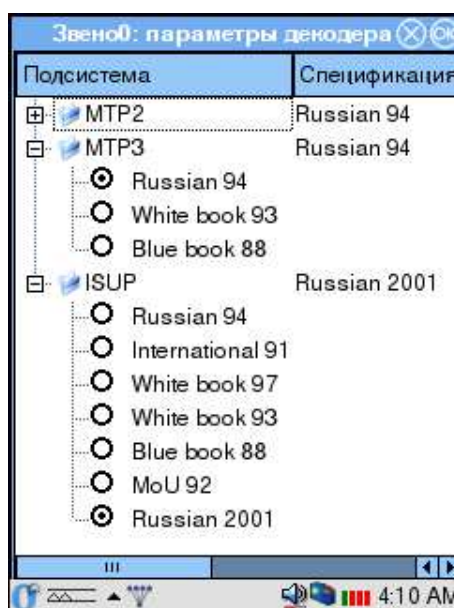 Звено0: параметры декодера OK
Подсистема Спецификация
MTP2 Russian 94
MTP3 Russian 94
Russian 94
White book 93
Blue book 88
ISUP Russian 2001
Russian 94
International 91
White book 97
White book 93
Blue book 88
MoU 92
Russian 2001
4:10 AM